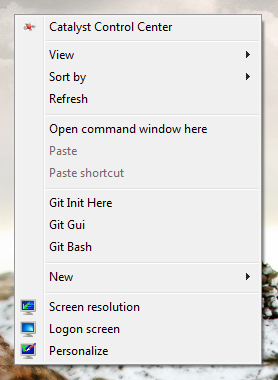 Catalyst Control Center
View
Sort by
Refresh
Open command window here
Paste
Paste shortcut
Git Init Here
Git Gui
Git Bash
New
Screen resolution
Logon screen
Personalize